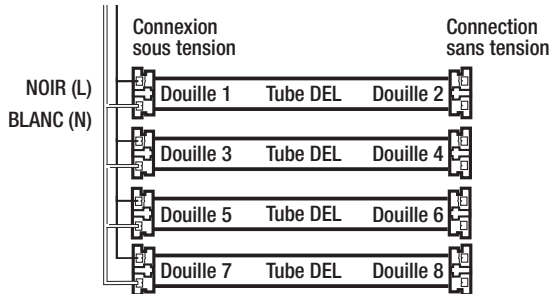 Connexion
sous tension
Connection
sans tension
NOIR (L)
BLANC (N)
Douille 1 Tube DEL Douille 2
Douille 3 Tube DEL Douille 4
Douille 5 Tube DEL Douille 6
Douille 7 Tube DEL Douille 8